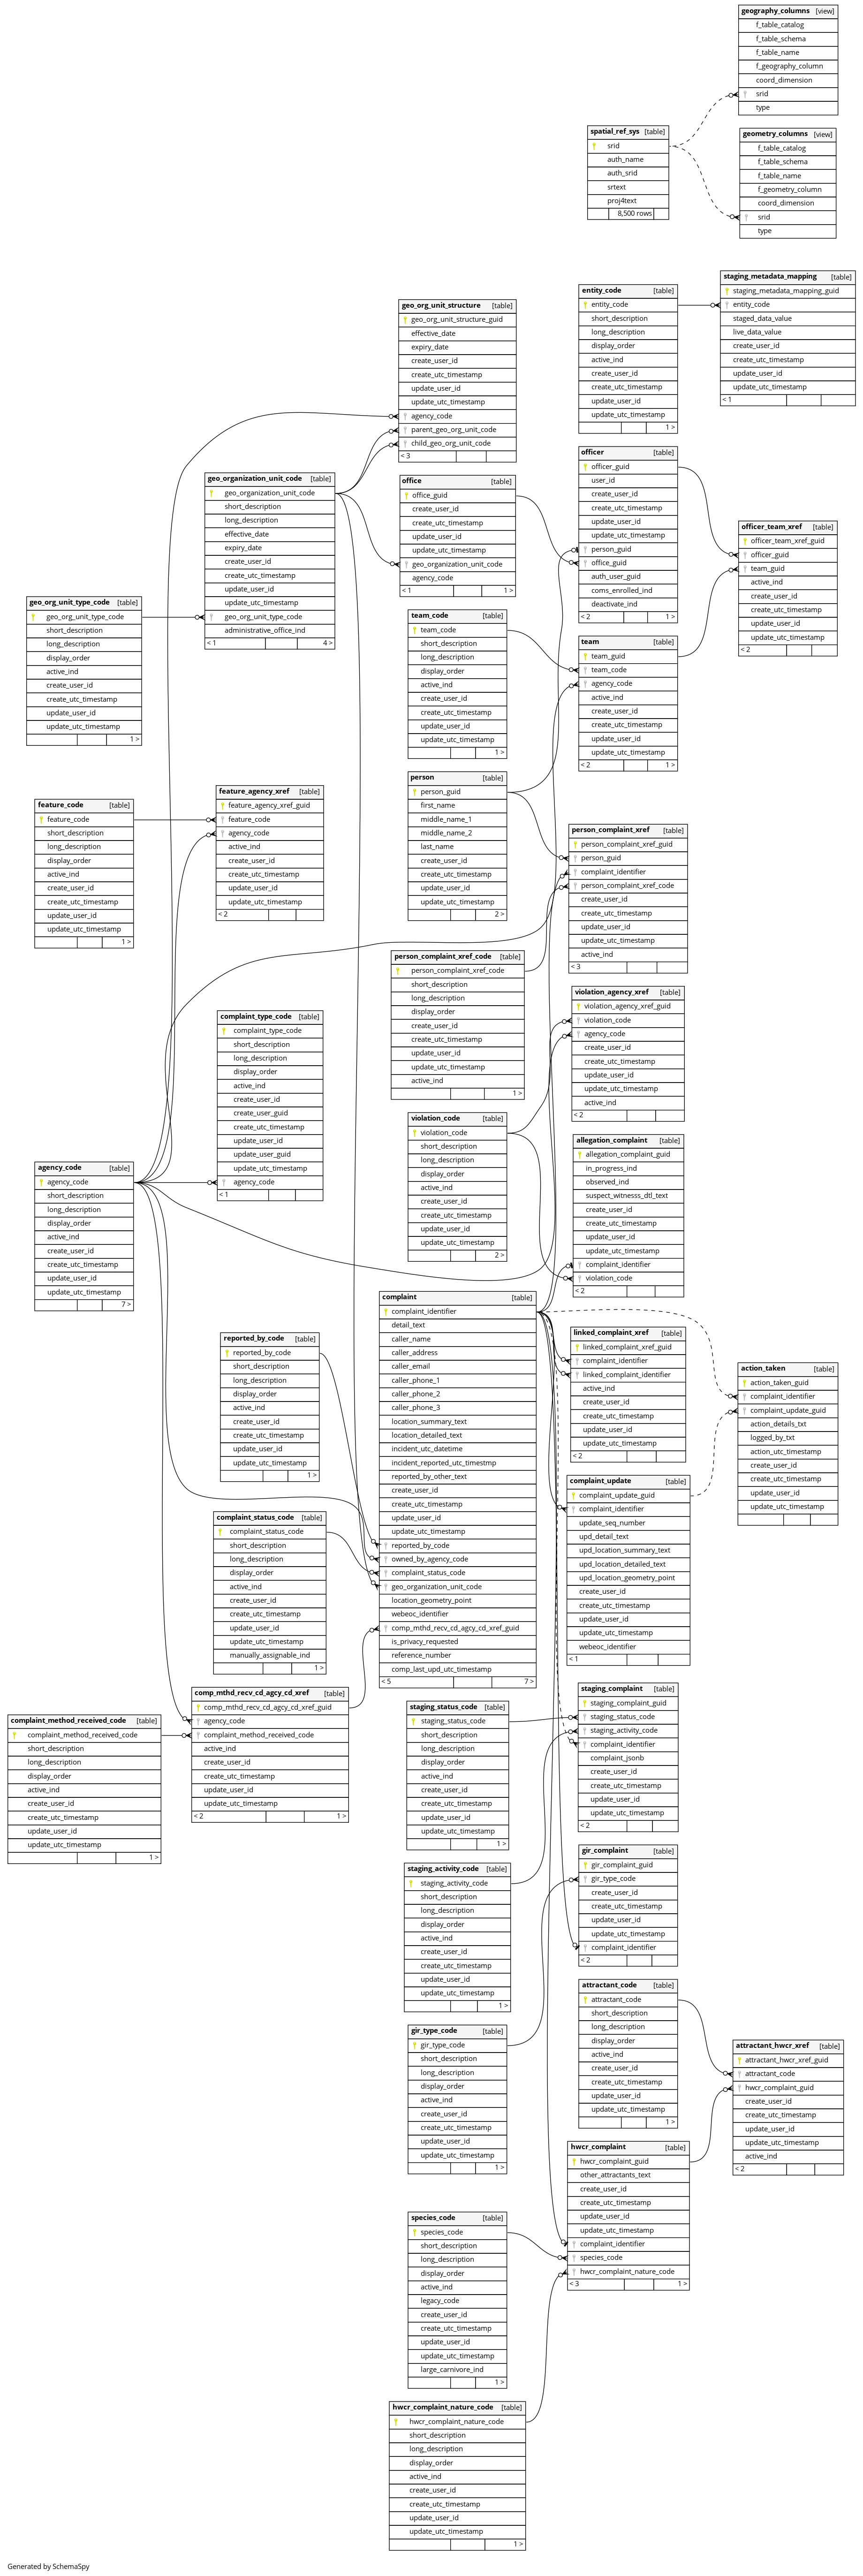 geography_columns [view]
f_table_catalog
f_table_schema
f_table_name
f_geography_column
coord_dimension
srid
type
spatial_ref_sys [table]
srid
auth_name
auth_srid
srtext
proj4text
8,500 rows
geometry_columns [view]
f_table_catalog
f_table_schema
f_table_name
f_geometry_column
coord_dimension
srid
type
staging_metadata_mapping [table]
staging_metadata_mapping_guid
entity_code
staged_data_value
live_data_value
create_user_id
create_utc_timestamp
update_user_id
update_utc_timestamp
< 1
entity_code [table]
entity_code
short_description
long_description
display_order
active_ind
create_user_id
create_utc_timestamp
update_user_id
update_utc_timestamp
1 >
geo_org_unit_structure [table]
geo_org_unit_structure_guid
effective_date
expiry_date
create_user_id
create_utc_timestamp
update_user_id
update_utc_timestamp
agency_code
parent_geo_org_unit_code
child_geo_org_unit_code
< 3
officer [table]
officer_guid
user_id
create_user_id
create_utc_timestamp
update_user_id
update_utc_timestamp
person_guid
office_guid
auth_user_guid
coms_enrolled_ind
deactivate_ind
< 2 1 >
geo_organization_unit_code [table]
geo_organization_unit_code
short_description
long_description
effective_date
expiry_date
create_user_id
create_utc_timestamp
update_user_id
update_utc_timestamp
geo_org_unit_type_code
administrative_office_ind
< 1 4 >
office [table]
office_guid
create_user_id
create_utc_timestamp
update_user_id
update_utc_timestamp
geo_organization_unit_code
agency_code
< 1 1 >
officer_team_xref [table]
officer_team_xref_guid
officer_guid
team_guid
active_ind
create_user_id
create_utc_timestamp
update_user_id
update_utc_timestamp
< 2
geo_org_unit_type_code [table]
geo_org_unit_type_code
short_description
long_description
display_order
active_ind
create_user_id
create_utc_timestamp
update_user_id
update_utc_timestamp
1 >
team_code [table]
team_code
short_description
long_description
display_order
active_ind
create_user_id
create_utc_timestamp
update_user_id
update_utc_timestamp
1 >
team [table]
team_guid
team_code
agency_code
active_ind
create_user_id
create_utc_timestamp
update_user_id
update_utc_timestamp
< 2 1 >
person [table]
person_guid
first_name
middle_name_1
middle_name_2
last_name
create_user_id
create_utc_timestamp
update_user_id
update_utc_timestamp
2 >
feature_agency_xref [table]
feature_agency_xref_guid
feature_code
agency_code
active_ind
create_user_id
create_utc_timestamp
update_user_id
update_utc_timestamp
< 2
feature_code [table]
feature_code
short_description
long_description
display_order
active_ind
create_user_id
create_utc_timestamp
update_user_id
update_utc_timestamp
1 >
person_complaint_xref [table]
person_complaint_xref_guid
person_guid
complaint_identifier
person_complaint_xref_code
create_user_id
create_utc_timestamp
update_user_id
update_utc_timestamp
active_ind
< 3
person_complaint_xref_code [table]
person_complaint_xref_code
short_description
long_description
display_order
create_user_id
create_utc_timestamp
update_user_id
update_utc_timestamp
active_ind
1 >
violation_agency_xref [table]
violation_agency_xref_guid
violation_code
agency_code
create_user_id
create_utc_timestamp
update_user_id
update_utc_timestamp
active_ind
< 2
complaint_type_code [table]
complaint_type_code
short_description
long_description
display_order
active_ind
create_user_id
create_user_guid
create_utc_timestamp
update_user_id
update_user_guid
update_utc_timestamp
agency_code
< 1
violation_code [table]
violation_code
short_description
long_description
display_order
active_ind
create_user_id
create_utc_timestamp
update_user_id
update_utc_timestamp
2 >
allegation_complaint [table]
allegation_complaint_guid
in_progress_ind
observed_ind
suspect_witnesss_dtl_text
create_user_id
create_utc_timestamp
update_user_id
update_utc_timestamp
complaint_identifier
violation_code
< 2
agency_code [table]
agency_code
short_description
long_description
display_order
active_ind
create_user_id
create_utc_timestamp
update_user_id
update_utc_timestamp
7 >
complaint [table]
complaint_identifier
detail_text
caller_name
caller_address
caller_email
caller_phone_1
caller_phone_2
caller_phone_3
location_summary_text
location_detailed_text
incident_utc_datetime
incident_reported_utc_timestmp
reported_by_other_text
create_user_id
create_utc_timestamp
update_user_id
update_utc_timestamp
reported_by_code
owned_by_agency_code
complaint_status_code
geo_organization_unit_code
location_geometry_point
webeoc_identifier
comp_mthd_recv_cd_agcy_cd_xref_guid
is_privacy_requested
reference_number
comp_last_upd_utc_timestamp
< 5 7 >
linked_complaint_xref [table]
linked_complaint_xref_guid
complaint_identifier
linked_complaint_identifier
active_ind
create_user_id
create_utc_timestamp
update_user_id
update_utc_timestamp
< 2
reported_by_code [table]
reported_by_code
short_description
long_description
display_order
active_ind
create_user_id
create_utc_timestamp
update_user_id
update_utc_timestamp
1 >
action_taken [table]
action_taken_guid
complaint_identifier
complaint_update_guid
action_details_txt
logged_by_txt
action_utc_timestamp
create_user_id
create_utc_timestamp
update_user_id
update_utc_timestamp
complaint_update [table]
complaint_update_guid
complaint_identifier
update_seq_number
upd_detail_text
upd_location_summary_text
upd_location_detailed_text
upd_location_geometry_point
create_user_id
create_utc_timestamp
update_user_id
update_utc_timestamp
webeoc_identifier
< 1
complaint_status_code [table]
complaint_status_code
short_description
long_description
display_order
active_ind
create_user_id
create_utc_timestamp
update_user_id
update_utc_timestamp
manually_assignable_ind
1 >
staging_complaint [table]
staging_complaint_guid
staging_status_code
staging_activity_code
complaint_identifier
complaint_jsonb
create_user_id
create_utc_timestamp
update_user_id
update_utc_timestamp
< 2
comp_mthd_recv_cd_agcy_cd_xref [table]
comp_mthd_recv_cd_agcy_cd_xref_guid
agency_code
complaint_method_received_code
active_ind
create_user_id
create_utc_timestamp
update_user_id
update_utc_timestamp
< 2 1 >
staging_status_code [table]
staging_status_code
short_description
long_description
display_order
active_ind
create_user_id
create_utc_timestamp
update_user_id
update_utc_timestamp
1 >
complaint_method_received_code [table]
complaint_method_received_code
short_description
long_description
display_order
active_ind
create_user_id
create_utc_timestamp
update_user_id
update_utc_timestamp
1 >
gir_complaint [table]
gir_complaint_guid
gir_type_code
create_user_id
create_utc_timestamp
update_user_id
update_utc_timestamp
complaint_identifier
< 2
staging_activity_code [table]
staging_activity_code
short_description
long_description
display_order
active_ind
create_user_id
create_utc_timestamp
update_user_id
update_utc_timestamp
1 >
attractant_code [table]
attractant_code
short_description
long_description
display_order
active_ind
create_user_id
create_utc_timestamp
update_user_id
update_utc_timestamp
1 >
gir_type_code [table]
gir_type_code
short_description
long_description
display_order
active_ind
create_user_id
create_utc_timestamp
update_user_id
update_utc_timestamp
1 >
attractant_hwcr_xref [table]
attractant_hwcr_xref_guid
attractant_code
hwcr_complaint_guid
create_user_id
create_utc_timestamp
update_user_id
update_utc_timestamp
active_ind
< 2
hwcr_complaint [table]
hwcr_complaint_guid
other_attractants_text
create_user_id
create_utc_timestamp
update_user_id
update_utc_timestamp
complaint_identifier
species_code
hwcr_complaint_nature_code
< 3 1 >
species_code [table]
species_code
short_description
long_description
display_order
active_ind
legacy_code
create_user_id
create_utc_timestamp
update_user_id
update_utc_timestamp
large_carnivore_ind
1 >
hwcr_complaint_nature_code [table]
hwcr_complaint_nature_code
short_description
long_description
display_order
active_ind
create_user_id
create_utc_timestamp
update_user_id
update_utc_timestamp
1 >
Generated by SchemaSpy